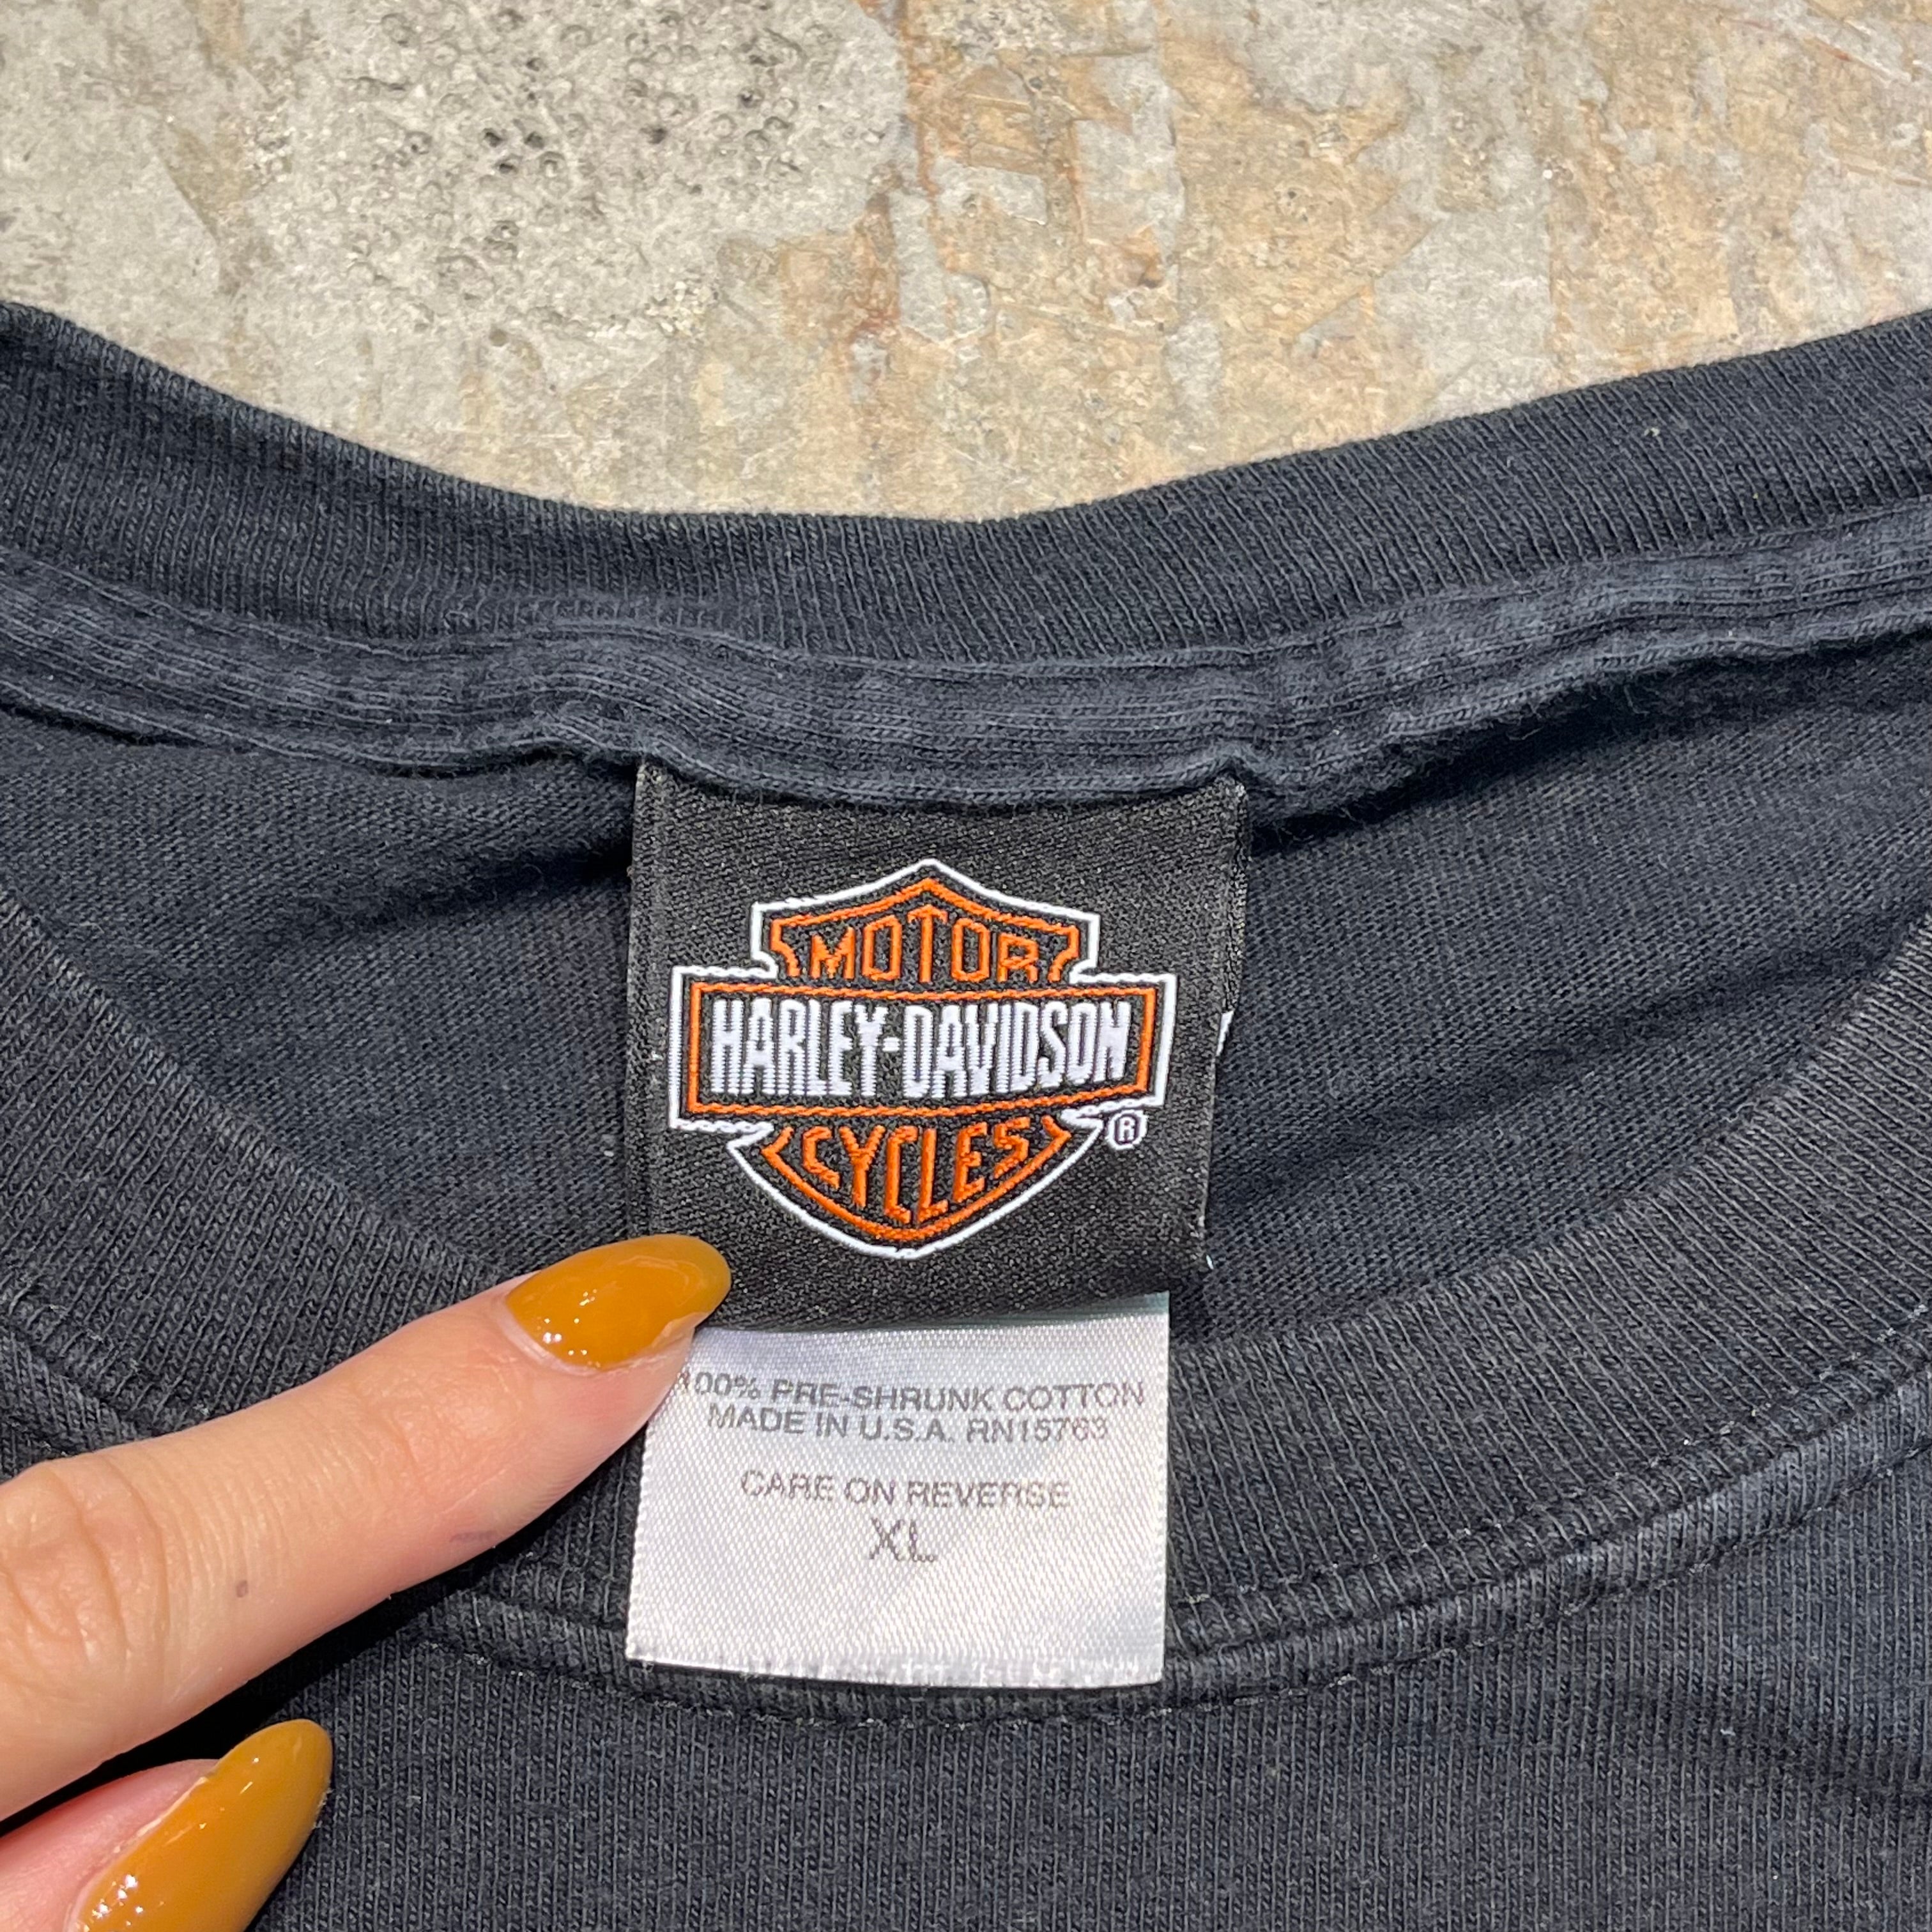 MOTOR
HARLEY-DAVIDSON
CYCLES
®
100% PRE-SHRUNK COTTON
MADE IN U.S.A. RN15763
CARE ON REVERSE
XL